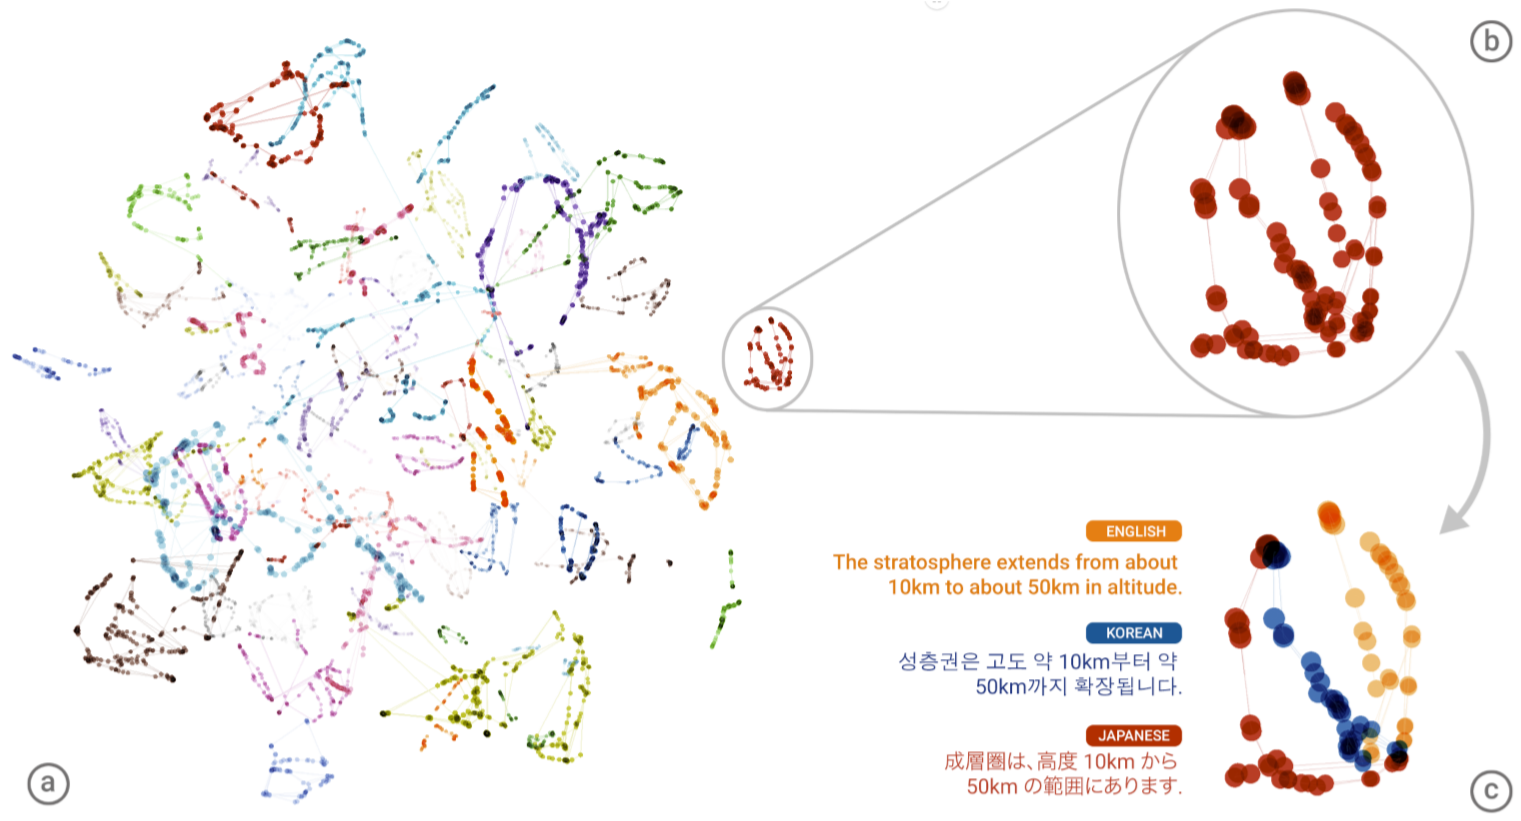 b
ENGLISH
The stratosphere extends from about
10km to about 50km in altitude.
KOREAN
성층권은 고도 약 10km부터 약
50km까지 확장됩니다.
JAPANESE
成層圏は、高度 10km から
50km の範囲にあります.
a
c